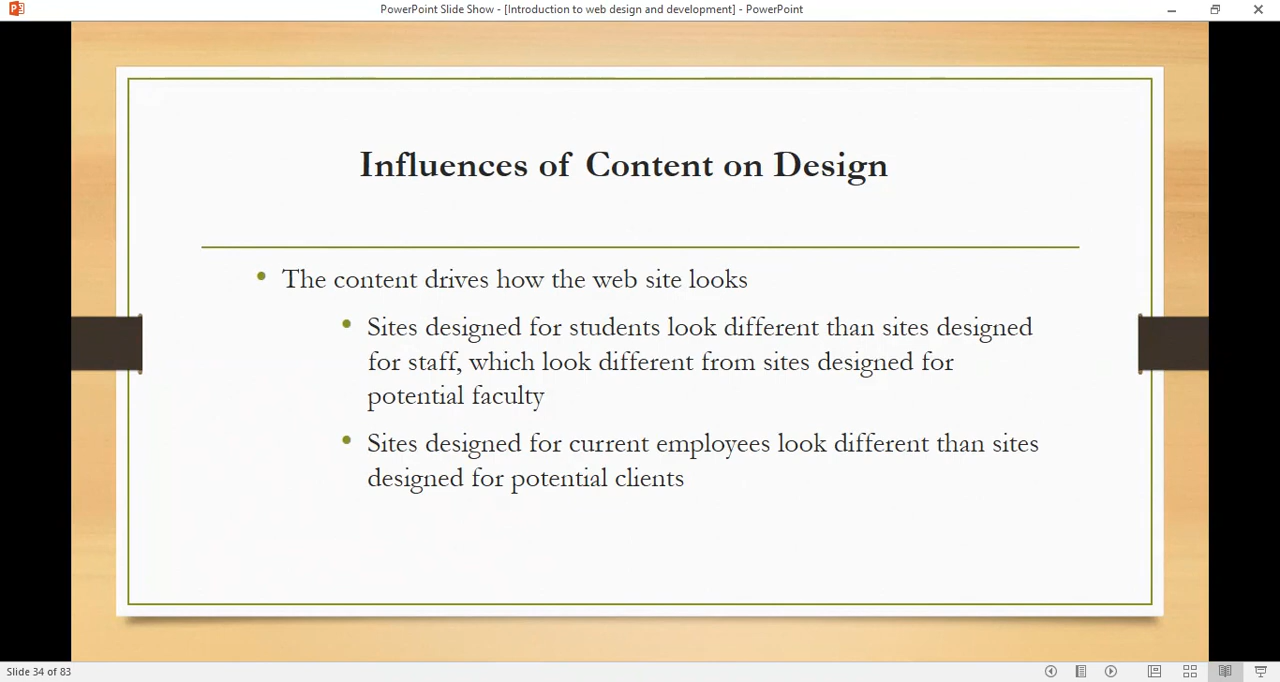 PowerPoint Slide Show - [Introduction to web design and development] - PowerPoint
Influences of Content on Design
• The content drives how the web site looks
• Sites designed for students look different than sites designed
for staff, which look different from sites designed for
potential faculty
• Sites designed for current employees look different than sites
designed for potential clients
Slide 34 of 83